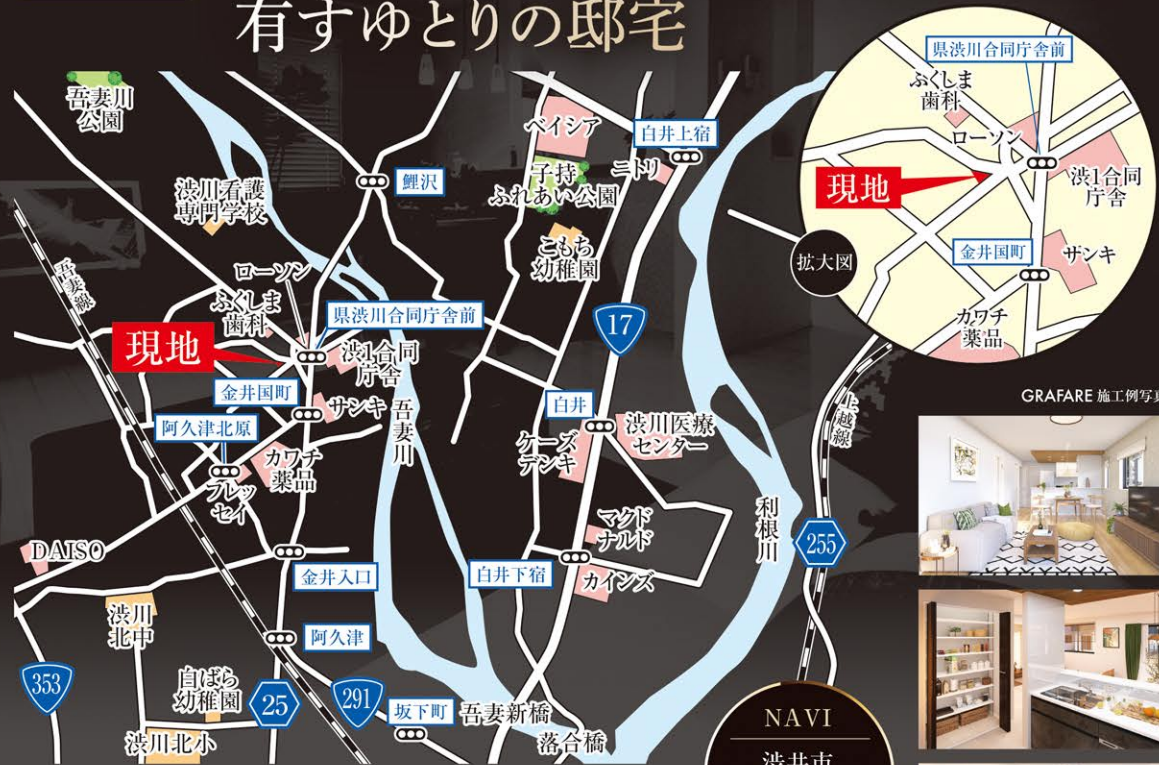 有すゆとりの邸宅
吾妻川
公園
渋川看護
専門学校
鯉沢
ベイシア
白井上宿
ニトリ
子持
ふれあい公園
こもち
幼稚園
吾妻線
ローソン
ふくしま
歯科
県渋川合同庁舎前
現地
渋1合同
庁舎
金井国町
サンキ
阿久津北原
カワチ
薬品
フレッ
セイ
吾妻川
17
白井
渋川医療
センター
ケーズ
デンキ
マクド
ナルド
白井下宿
カインズ
利根川
上越線
255
DAISO
金井入口
渋川
北中
阿久津
353
白ばら
幼稚園
25
291
坂下町
吾妻新橋
落合橋
渋川北小
県渋川合同庁舎前
ふくしま
歯科
ローソン
現地
渋1合同
庁舎
金井国町
ザンキ
カワチ
薬品
拡大図
GRAFARE 施工例写真
NAVI